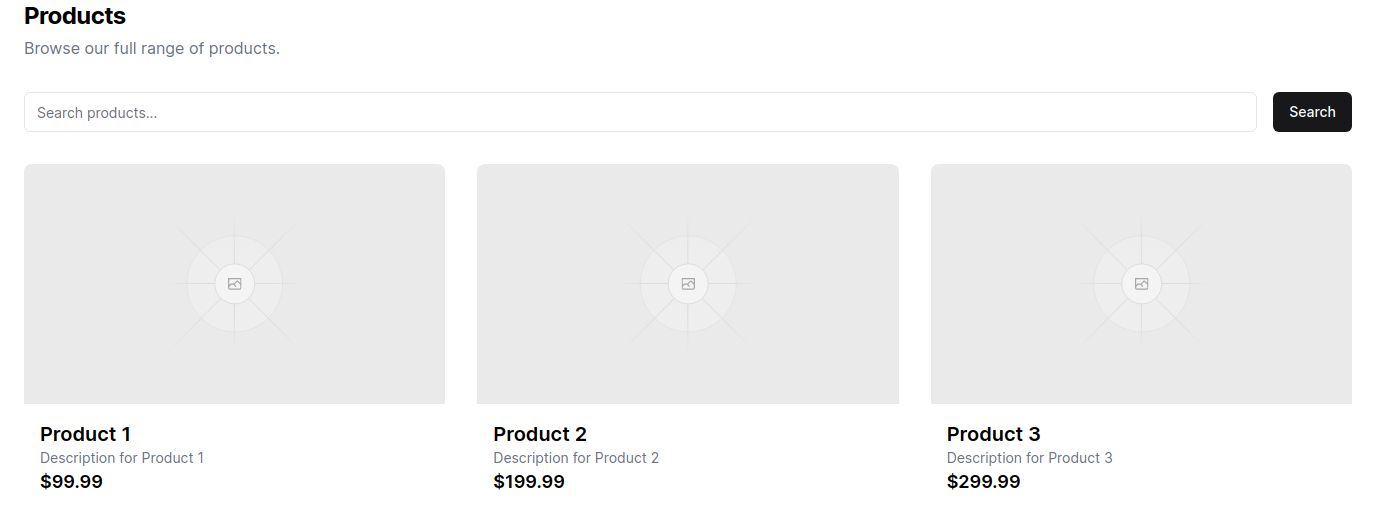 Products
Browse our full range of products.
Search products...
Search
Product 1
Description for Product 1
$99.99
Product 2
Description for Product 2
$199.99
Product 3
Description for Product 3
$299.99